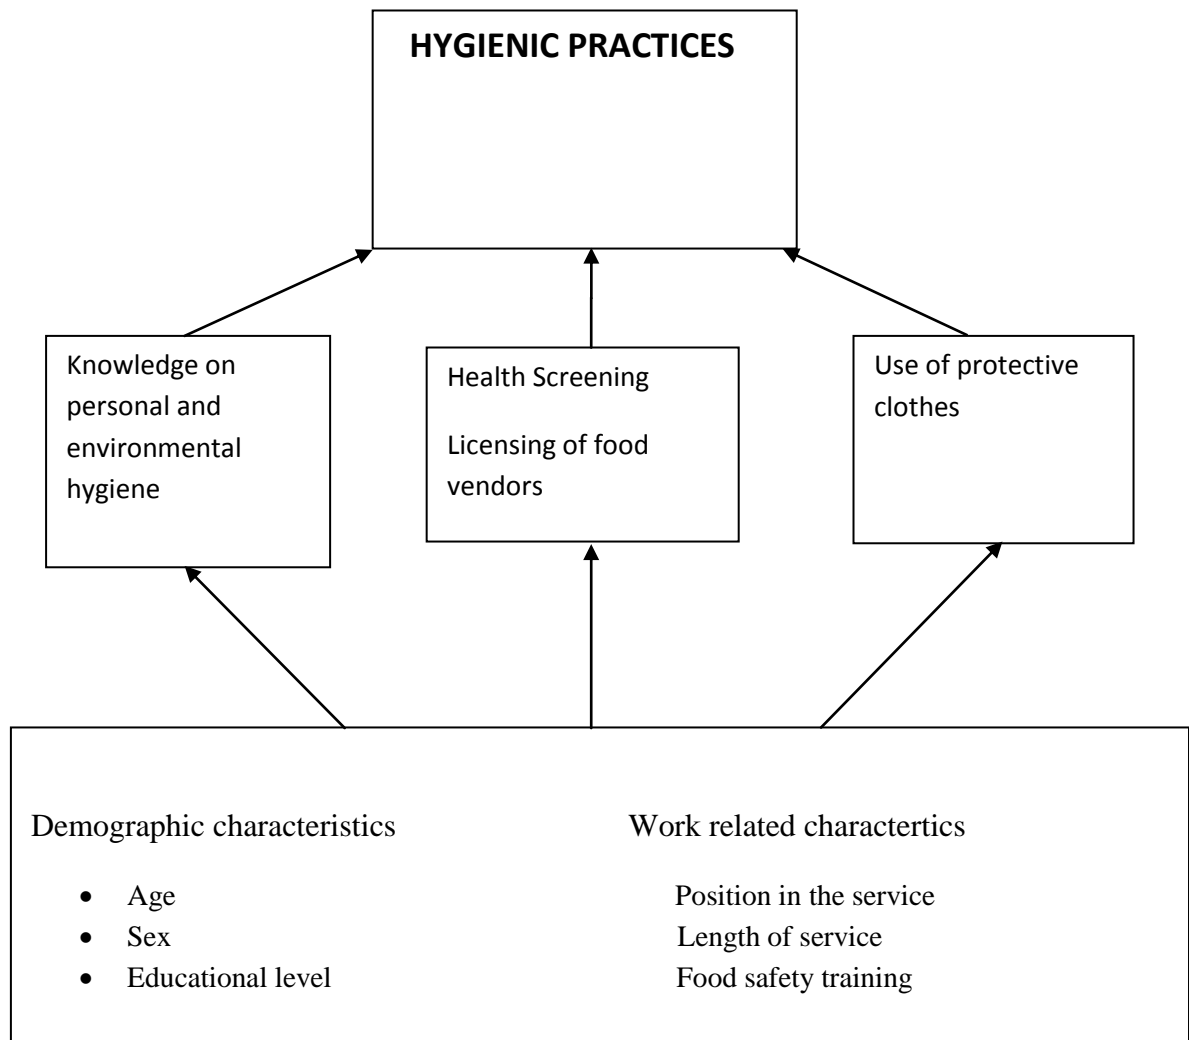 HYGIENIC PRACTICES
Knowledge on
personal and
environmental
hygiene
Health Screening
Licensing of food
vendors
Use of protective
clothes
Demographic characteristics
• Age
• Sex
• Educational level
Work related charactertics
Position in the service
Length of service
Food safety training